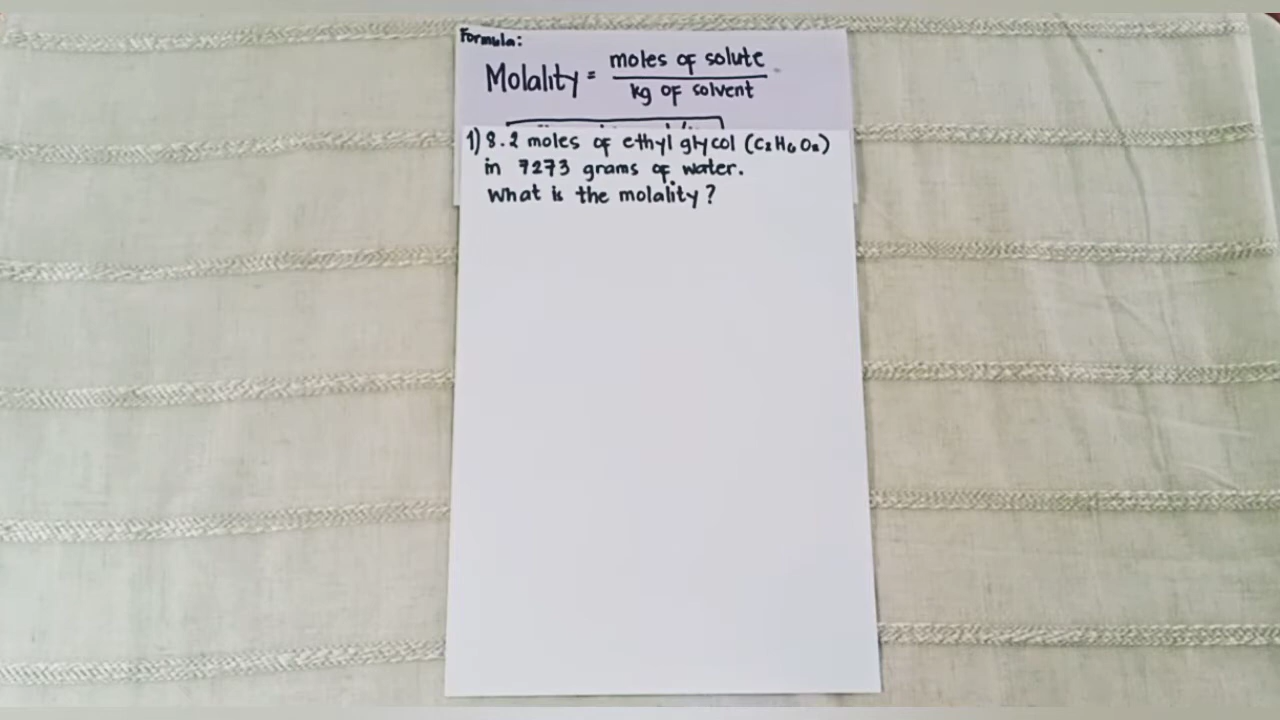 Formula:
Molality = moles of solute / kg of solvent
1) 8.2 moles of ethyl glycol (C₂H₆O₂)
in 7273 grams of water.
What is the molality?